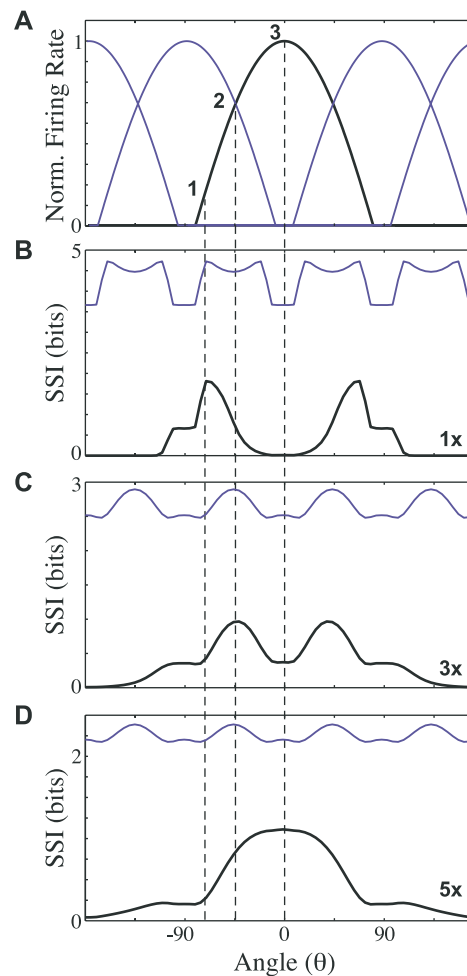 A
Norm. Firing Rate
1
0
1
2
3
B
SSI (bits)
5
0
1x
C
SSI (bits)
3
0
3x
D
SSI (bits)
2
0
5x
-90
0
90
Angle (θ)